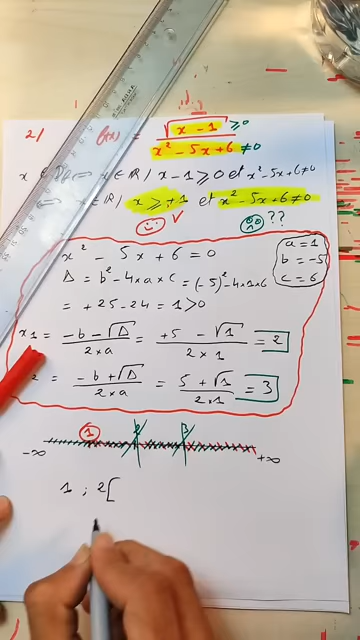 2/ f(x) = √(x - 1) ≥0 / x² - 5x + 6 ≠0
x ∈ Df ⇔ x ∈ ℝ / x - 1 ≥ 0 et x² - 5x + 6 ≠ 0
⇔ x ∈ ℝ / x ≥ +1 et x² - 5x + 6 ≠ 0
??
x² - 5x + 6 = 0
a = 1
b = -5
c = 6
Δ = b² - 4×a×c = (-5)² - 4×1×6
= +25 - 24 = 1 > 0
x1 = (-b - √Δ) / (2×a) = (+5 - √1) / (2×1) = 2
2 = (-b + √Δ) / (2×a) = (5 + √1) / (2×1) = 3
1 2 3
-∞ +∞
1 ; 2[